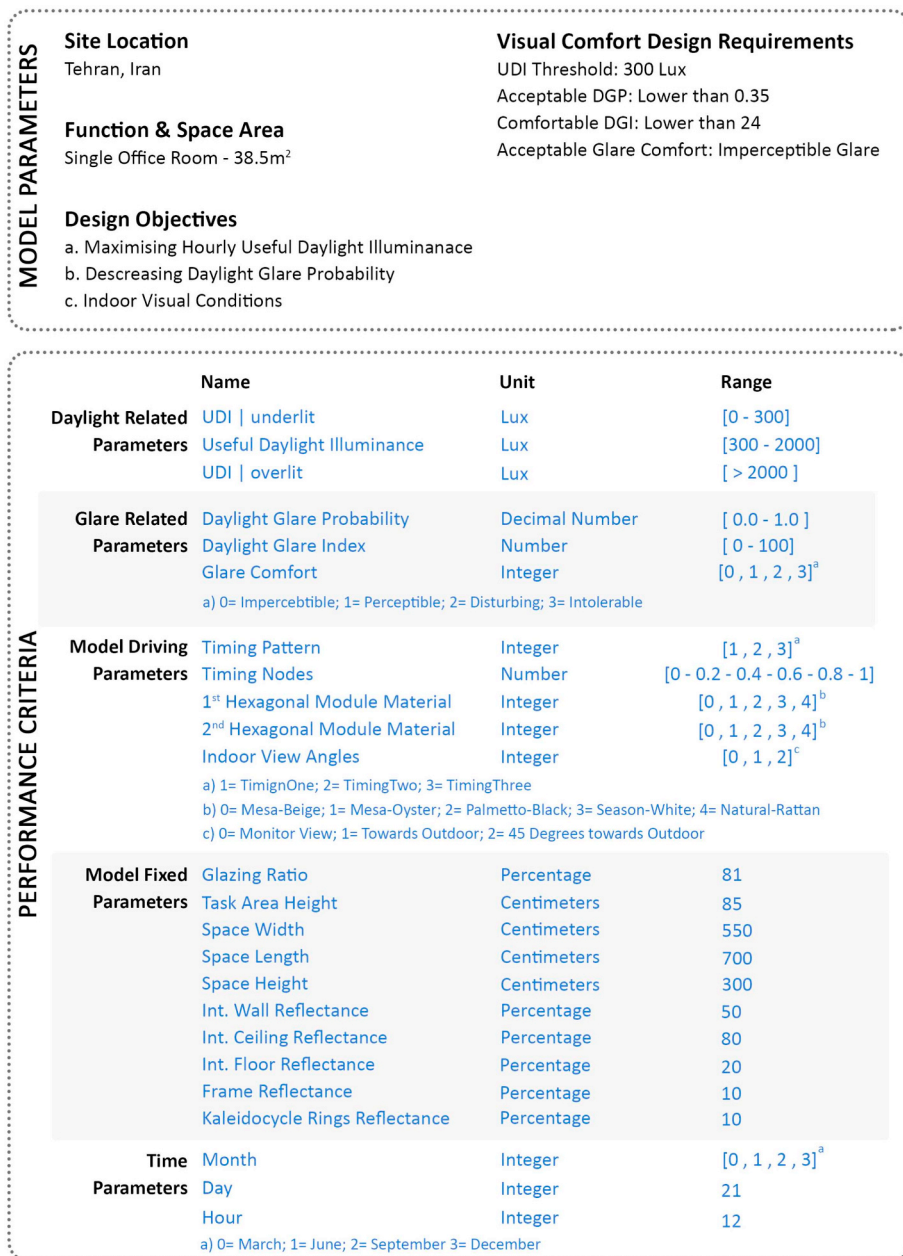 MODEL PARAMETERS
Site Location
Tehran, Iran
Function & Space Area
Single Office Room - 38.5m²
Design Objectives
a. Maximising Hourly Useful Daylight Illuminanace
b. Descreasing Daylight Glare Probability
c. Indoor Visual Conditions
Visual Comfort Design Requirements
UDI Threshold: 300 Lux
Acceptable DGP: Lower than 0.35
Comfortable DGI: Lower than 24
Acceptable Glare Comfort: Imperceptible Glare
PERFORMANCE CRITERIA
Name Unit Range
Daylight Related UDI | underlit Lux [0 - 300]
Parameters Useful Daylight Illuminance Lux [300 - 2000]
UDI | overlit Lux [ > 2000 ]
Glare Related Daylight Glare Probability Decimal Number [ 0.0 - 1.0 ]
Parameters Daylight Glare Index Number [ 0 -100]
Glare Comfort Integer [0 , 1 , 2 , 3]ᵃ
a) 0= Impercebtible; 1= Perceptible; 2= Disturbing; 3= Intolerable
Model Driving Timing Pattern Integer [1 , 2 , 3]ᵃ
Parameters Timing Nodes Number [0 - 0.2 - 0.4 - 0.6 - 0.8 - 1]
1ˢᵗ Hexagonal Module Material Integer [0 , 1 , 2 , 3 , 4]ᵇ
2ⁿᵈ Hexagonal Module Material Integer [0 , 1 , 2 , 3 , 4]ᵇ
Indoor View Angles Integer [0 , 1 , 2]ᶜ
a) 1= TimignOne; 2= TimingTwo; 3= TimingThree
b) 0= Mesa-Beige; 1= Mesa-Oyster; 2= Palmetto-Black; 3= Season-White; 4= Natural-Rattan
c) 0= Monitor View; 1= Towards Outdoor; 2= 45 Degrees towards Outdoor
Model Fixed Glazing Ratio Percentage 81
Parameters Task Area Height Centimeters 85
Space Width Centimeters 550
Space Length Centimeters 700
Space Height Centimeters 300
Int. Wall Reflectance Percentage 50
Int. Ceiling Reflectance Percentage 80
Int. Floor Reflectance Percentage 20
Frame Reflectance Percentage 10
Kaleidocycle Rings Reflectance Percentage 10
Time Month Integer [0 , 1 , 2 , 3]ᵃ
Parameters Day Integer 21
Hour Integer 12
a) 0= March; 1= June; 2= September 3= December